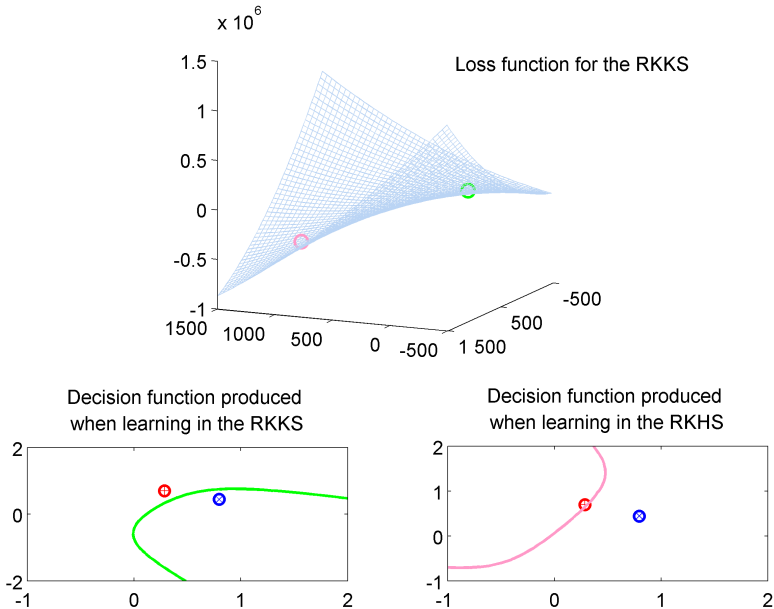 x 10^6
Loss function for the RKKS
1.5
1
0.5
0
-0.5
-1
1500 1000 500 0 -500
1 500 500 -500
Decision function produced
when learning in the RKKS
2
0
-2
-1 0 1 2
Decision function produced
when learning in the RKHS
2
1
0
-1
-1 0 1 2